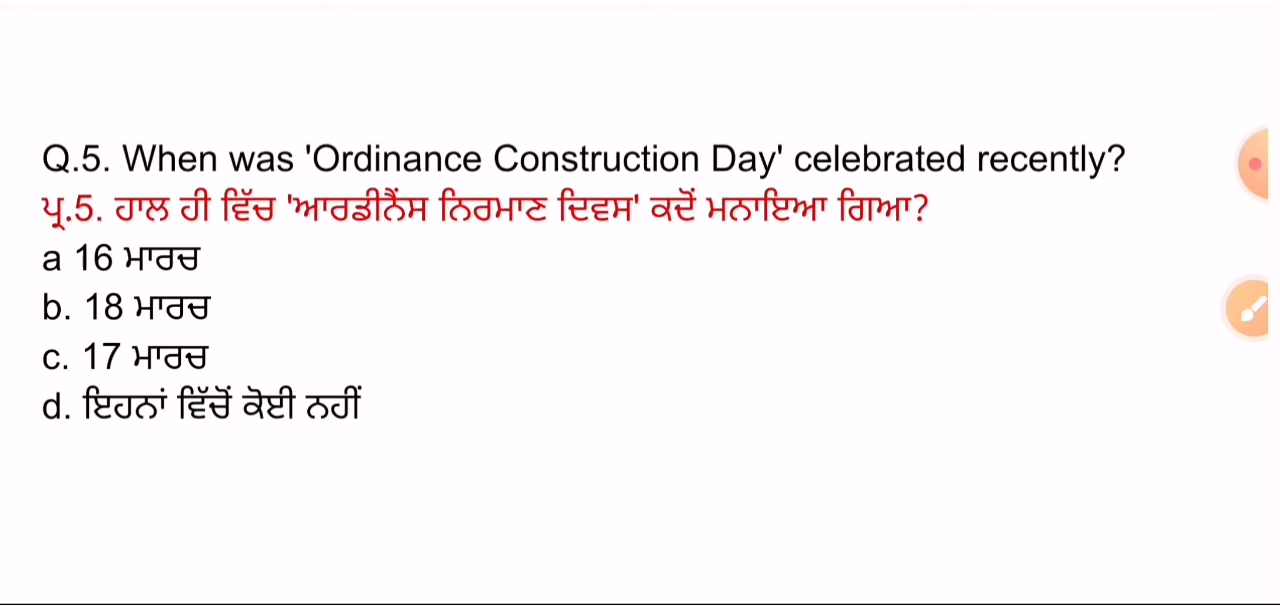 Q.5. When was 'Ordinance Construction Day' celebrated recently?
ਪ੍ਰ.5. ਹਾਲ ਹੀ ਵਿੱਚ 'ਆਰਡੀਨੈਂਸ ਨਿਰਮਾਣ ਦਿਵਸ' ਕਦੋਂ ਮਨਾਇਆ ਗਿਆ?
a 16 ਮਾਰਚ
b. 18 ਮਾਰਚ
c. 17 ਮਾਰਚ
d. ਇਹਨਾਂ ਵਿੱਚੋਂ ਕੋਈ ਨਹੀਂ